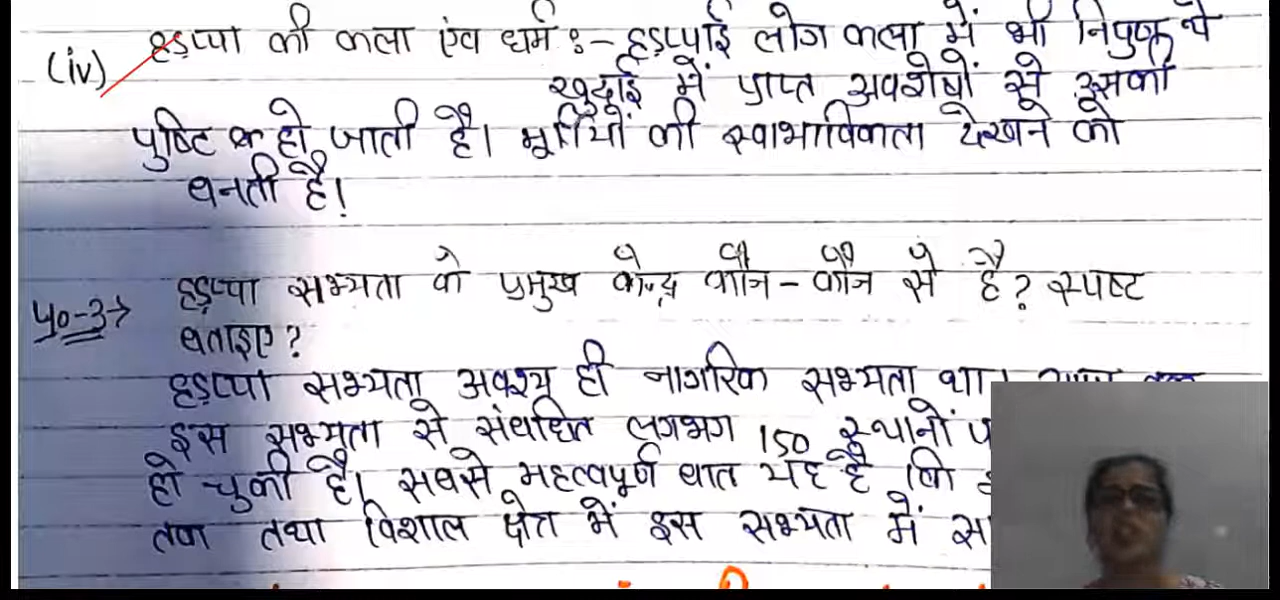 (iv) हड़प्पा की कला एंव धर्म :- हड़प्पाई लोग कला में भी निपुण थे
खुदाई में प्राप्त अवशेषों से उसकी
पुष्टि हो जाती है। मूर्तियों की स्वाभाविकता देखने को
बनती है।
प्र०-3→ हड़प्पा सभ्यता के प्रमुख केन्द्र कौन-कौन से है? स्पष्ट
बताइए?
हड़प्पा सभ्यता अवश्य ही नागरिक सभ्यता था।
इस सभ्यता से संबंधित लगभग 150 स्थानों
हो चुकी है। सबसे महत्वपूर्ण बात यह है कि
तथा विशाल क्षेत्र में इस सभ्यता में